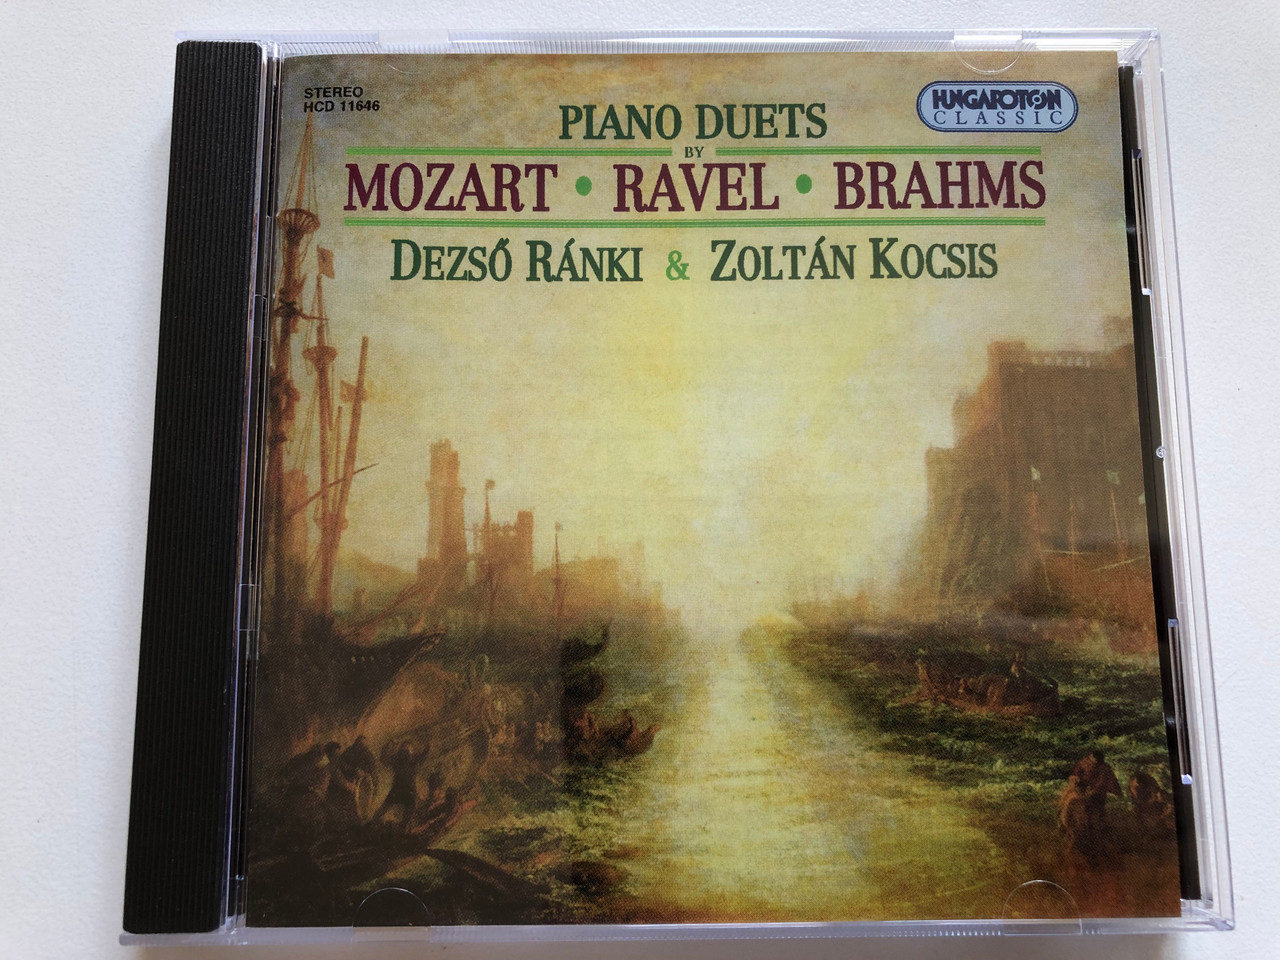 STEREO
HCD 11646
HUNGAROTON
CLASSIC
PIANO DUETS
BY
MOZART • RAVEL • BRAHMS
DEZSŐ RÁNKI & ZOLTÁN KOCSIS